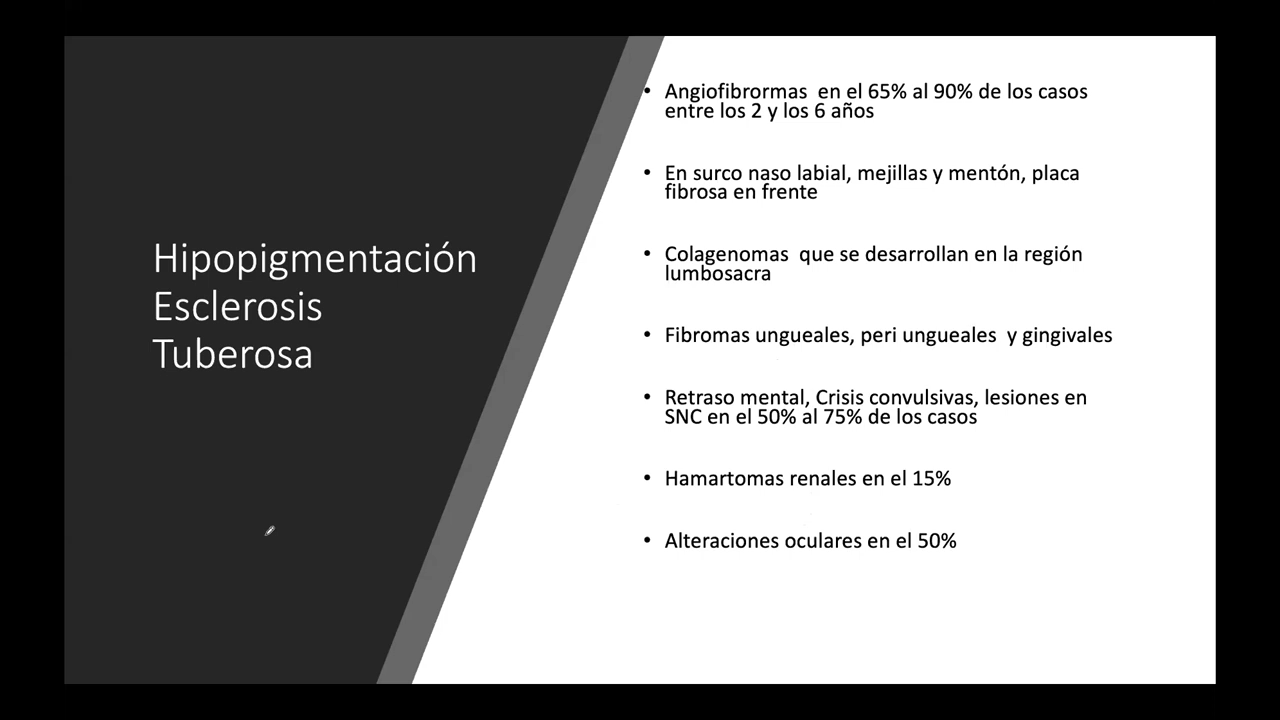 Hipopigmentación
Esclerosis
Tuberosa
• Angiofibrormas en el 65% al 90% de los casos
entre los 2 y los 6 años
• En surco naso labial, mejillas y mentón, placa
fibrosa en frente
• Colagenomas que se desarrollan en la región
lumbosacra
• Fibromas ungueales, peri ungueales y gingivales
• Retraso mental, Crisis convulsivas, lesiones en
SNC en el 50% al 75% de los casos
• Hamartomas renales en el 15%
• Alteraciones oculares en el 50%